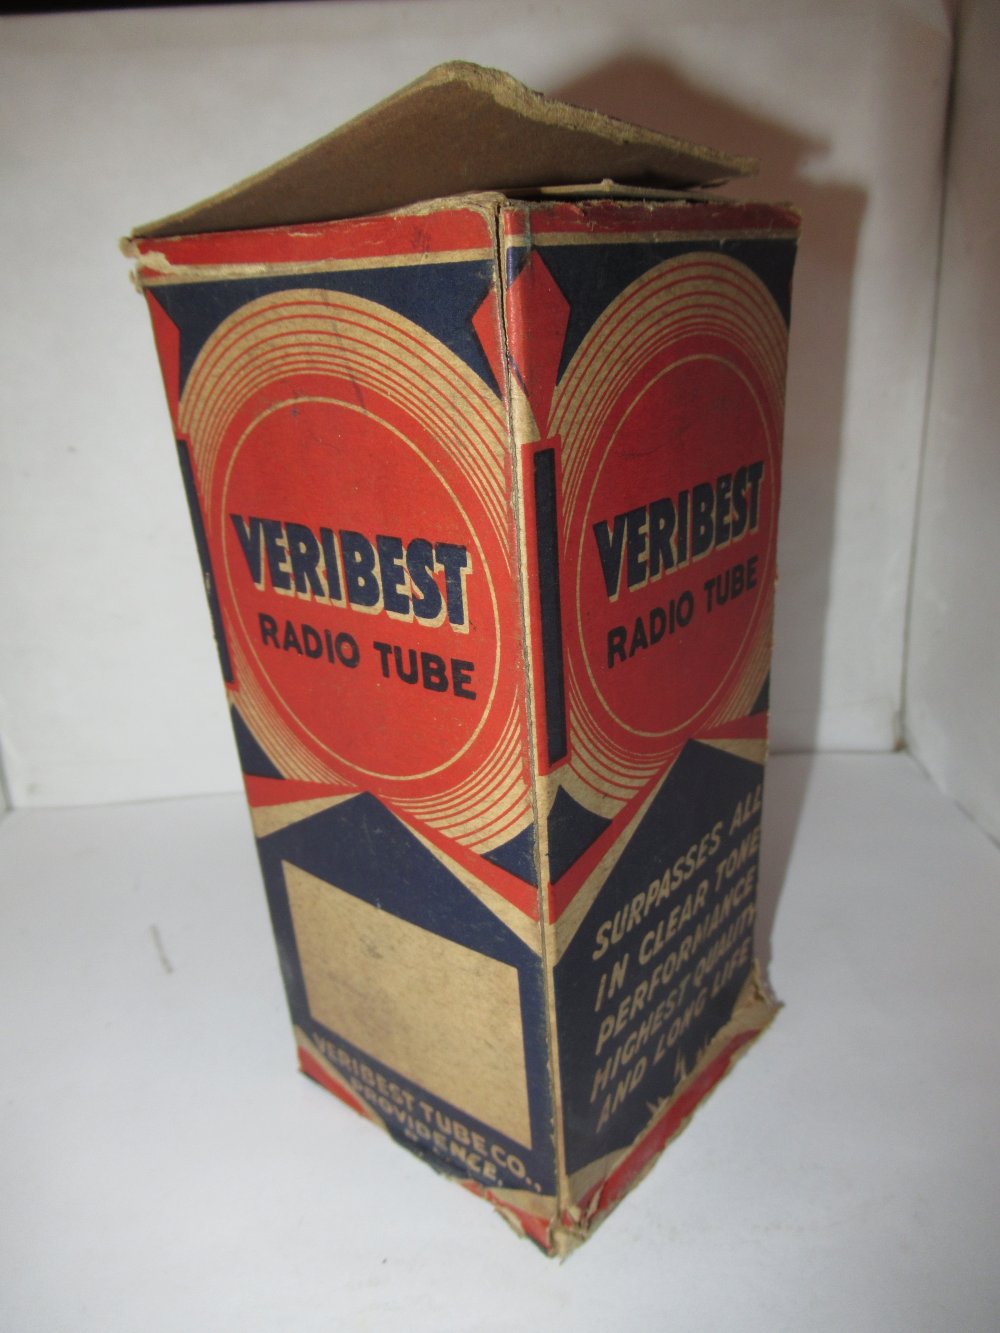 VERIBEST
RADIO TUBE
VERIBEST TUBE CO.,
PROVIDENCE,
VERIBEST
RADIO TUBE
SURPASSES ALL
IN CLEAR TONE
PERFORMANCE
HIGHEST QUALITY
AND LONG LIFE